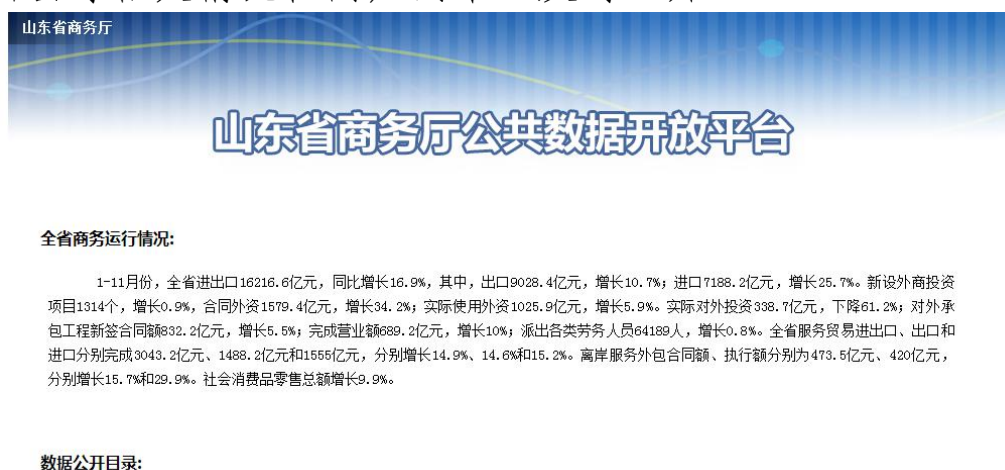 山东省商务厅
山东省商务厅公共数据开放平台
全省商务运行情况:
1-11月份，全省进出口16216.6亿元，同比增长16.9%，其中，出口9028.4亿元，增长10.7%；进口7188.2亿元，增长25.7%。新设外商投资
项目1314个，增长0.9%，合同外资1579.4亿元，增长34.2%；实际使用外资1025.9亿元，增长5.9%。实际对外投资338.7亿元，下降61.2%；对外承
包工程新签合同额832.2亿元，增长5.5%；完成营业额689.2亿元，增长10%；派出各类劳务人员64189人，增长0.8%。全省服务贸易进出口、出口和
进口分别完成3043.2亿元、1488.2亿元和1555亿元，分别增长14.9%、14.6%和15.2%。离岸服务外包合同额、执行额分别为473.5亿元、420亿元，
分别增长15.7%和29.9%。社会消费品零售总额增长9.9%。
数据公开目录: